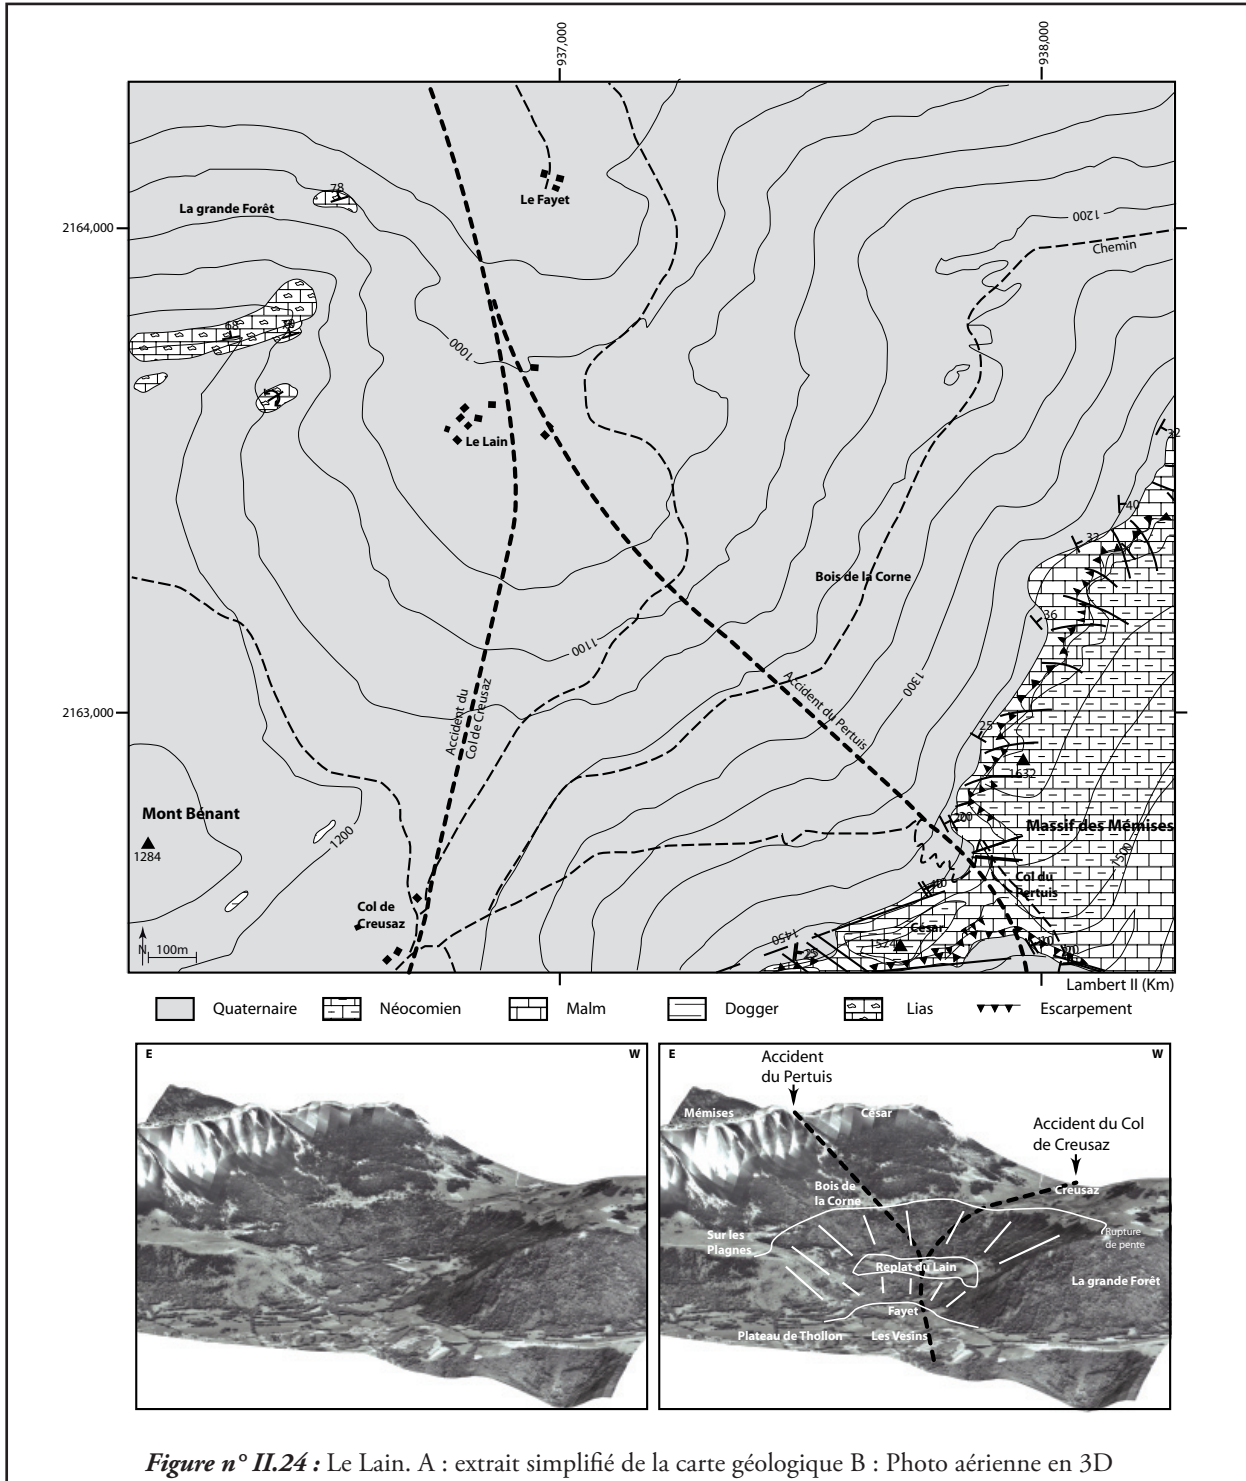 937,000
938,000
78
La grande Forêt
Le Fayet
2164,000
1200
Chemin
68
1000
Le Lain
32
40
32
Bois de la Corne
36
1100
1300
Accident du Pertuis
Accident du
Col de Creusaz
2163,000
25
1632
Mont Bénant
1284
1200
20
Massif des Mémises
1500
Col du
Pertuis
40
Col de
Creusaz
César
1450
25
N
100m
Lambert II (Km)
Quaternaire
Néocomien
Malm
Dogger
Lias
Escarpement
E
W
E
W
Accident
du Pertuis
Mémises
César
Accident du Col
de Creusaz
Bois de
la Corne
Creusaz
Sur les
Plagnes
Rupture
de pente
Replat du Lain
La grande Forêt
Fayet
Plateau de Thollon
Les Vesins
Figure n° II.24 : Le Lain. A : extrait simplifié de la carte géologique B : Photo aérienne en 3D